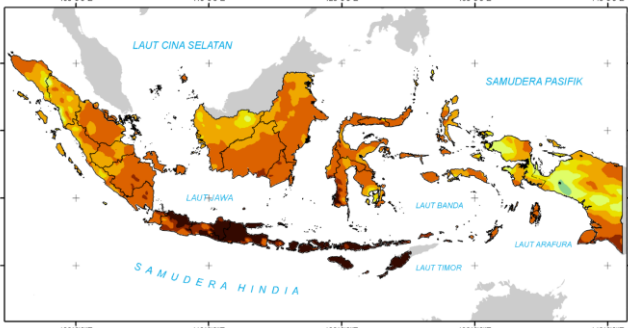 LAUT CINA SELATAN
SAMUDERA PASIFIK
LAUT JAWA
LAUT BANDA
LAUT ARAFURA
LAUT TIMOR
SAMUDERA HINDIA